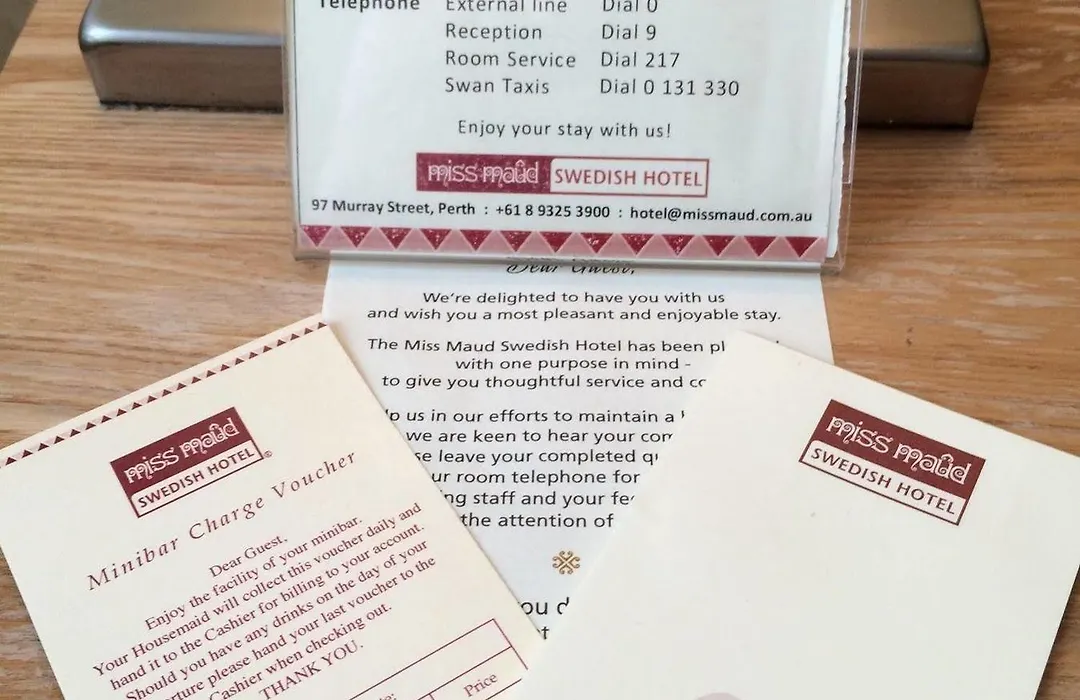 Telephone External line Dial 0
Reception Dial 9
Room Service Dial 217
Swan Taxis Dial 0 131 330
Enjoy your stay with us!
miss maud SWEDISH HOTEL
97 Murray Street, Perth : +61 8 9325 3900 : hotel@missmaud.com.au
Dear Guest,
We're delighted to have you with us
and wish you a most pleasant and enjoyable stay.
The Miss Maud Swedish Hotel has been
with one purpose in mind -
to give you thoughtful service and
us in our efforts to maintain a
we are keen to hear your
leave your completed
room telephone
staff and your
the attention of
miss maud
SWEDISH HOTEL®
Minibar Charge Voucher
Dear Guest,
Enjoy the facility of your minibar.
Your Housemaid will collect this voucher daily and
hand it to the Cashier for billing to your account.
Should you have any drinks on the day of your
please hand your last voucher to the
Cashier when checking out.
THANK YOU.
Price
miss maud
SWEDISH HOTEL